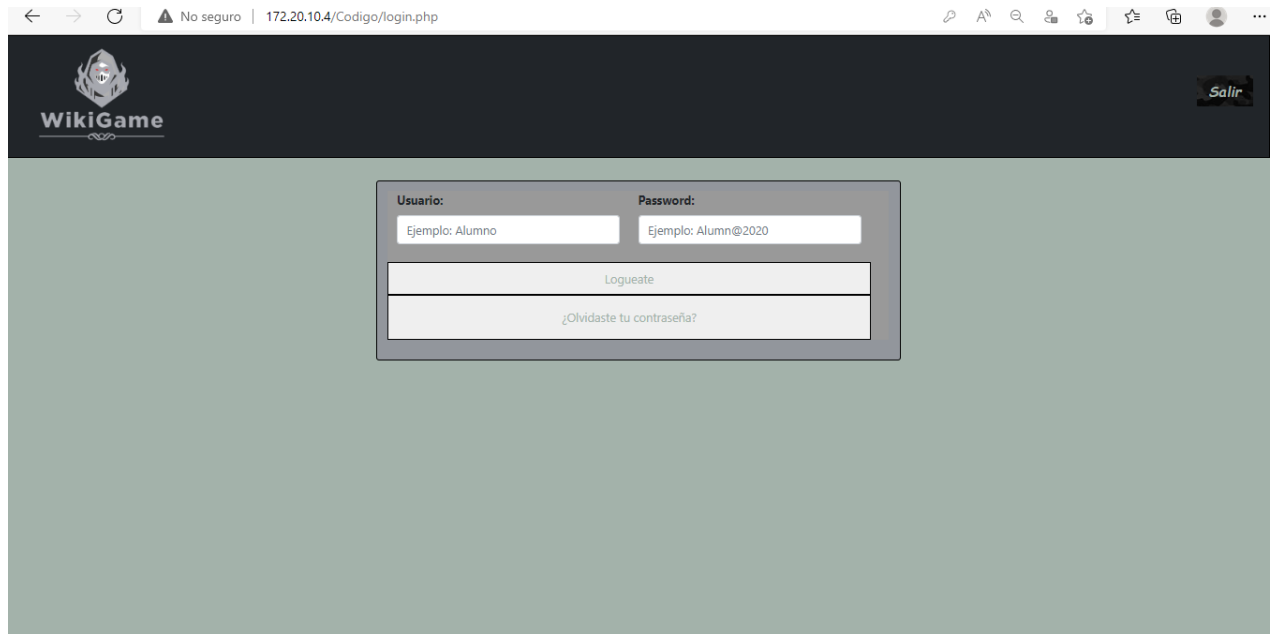 No seguro | 172.20.10.4/Codigo/login.php
WikiGame
Salir
Usuario: Password:
Ejemplo: Alumno Ejemplo: Alumn@2020
Logueate
¿Olvidaste tu contraseña?